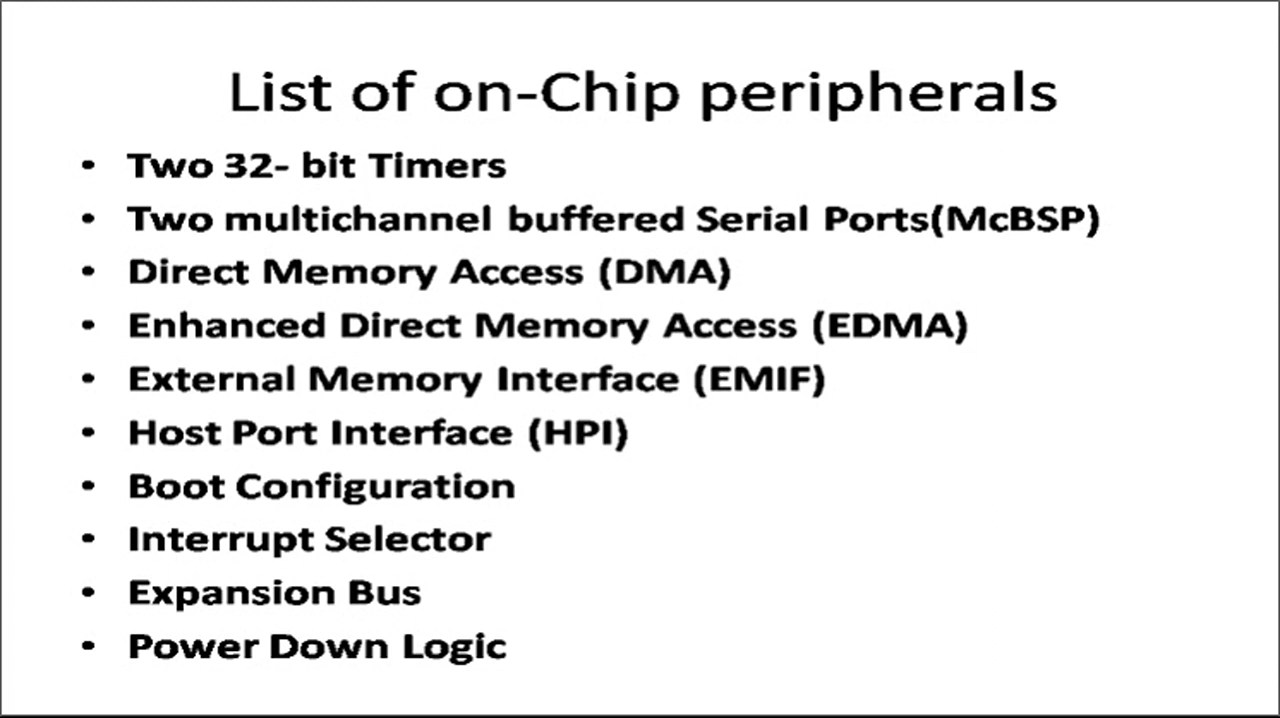 List of on-Chip peripherals
• Two 32- bit Timers
• Two multichannel buffered Serial Ports(McBSP)
• Direct Memory Access (DMA)
• Enhanced Direct Memory Access (EDMA)
• External Memory Interface (EMIF)
• Host Port Interface (HPI)
• Boot Configuration
• Interrupt Selector
• Expansion Bus
• Power Down Logic